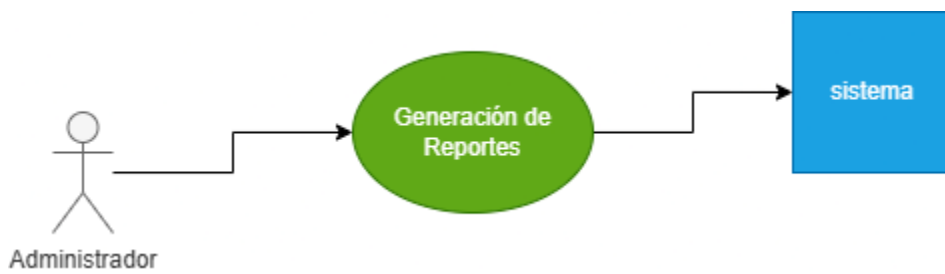 Administrador
Generación de
Reportes
sistema